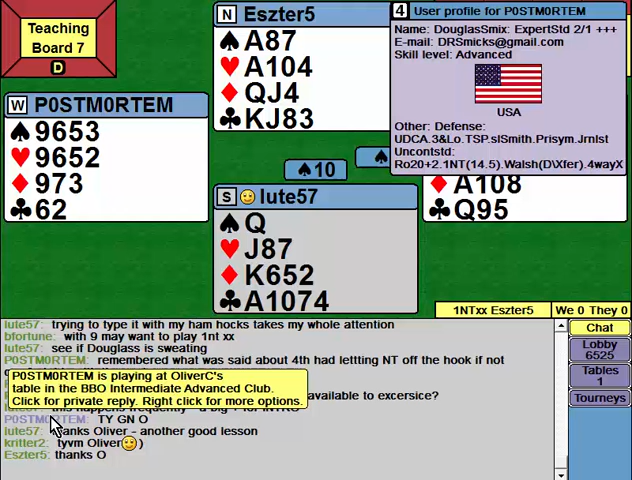 Teaching
Board 7
D
N Eszter5
♠A87
♥A104
♦QJ4
♣KJ83
4 User profile for P0STM0RTEM
Name: DouglasSmix: ExpertStd 2/1 +++
E-mail: DRSmicks@gmail.com
Skill level: Advanced
USA
Other: Defense:
UDCA.3&Lo.TSP.slSmith.Prisym.Jrnlst
Uncontstd:
Ro20+2.1NT(14.5).Walsh(D\Xfer).4wayX
W P0STM0RTEM
♠9653
♥9652
♦973
♣62
♠10
♠
♦A108
♣Q95
S lute57
♠Q
♥J87
♦K652
♣A1074
1NTxx Eszter5
We 0 They 0
lute57: trying to type it with my ham hocks takes my whole attention
bfortune: with 9 may want to play 1nt xx
lute57: see if Douglass is sweating
P0STM0RTEM: remembered what was said about 4th had lettting NT off the hook if not
P0STM0RTEM is playing at OliverC's
table in the BBO Intermediate Advanced Club.
Click for private reply. Right click for more options.
available to excersice?
P0STM0RTEM: TY GN O
lute57: thanks Oliver - another good lesson
kritter2: tyvm Oliver )
Eszter5: thanks O
Chat
Lobby
6525
Tables
1
Tourneys